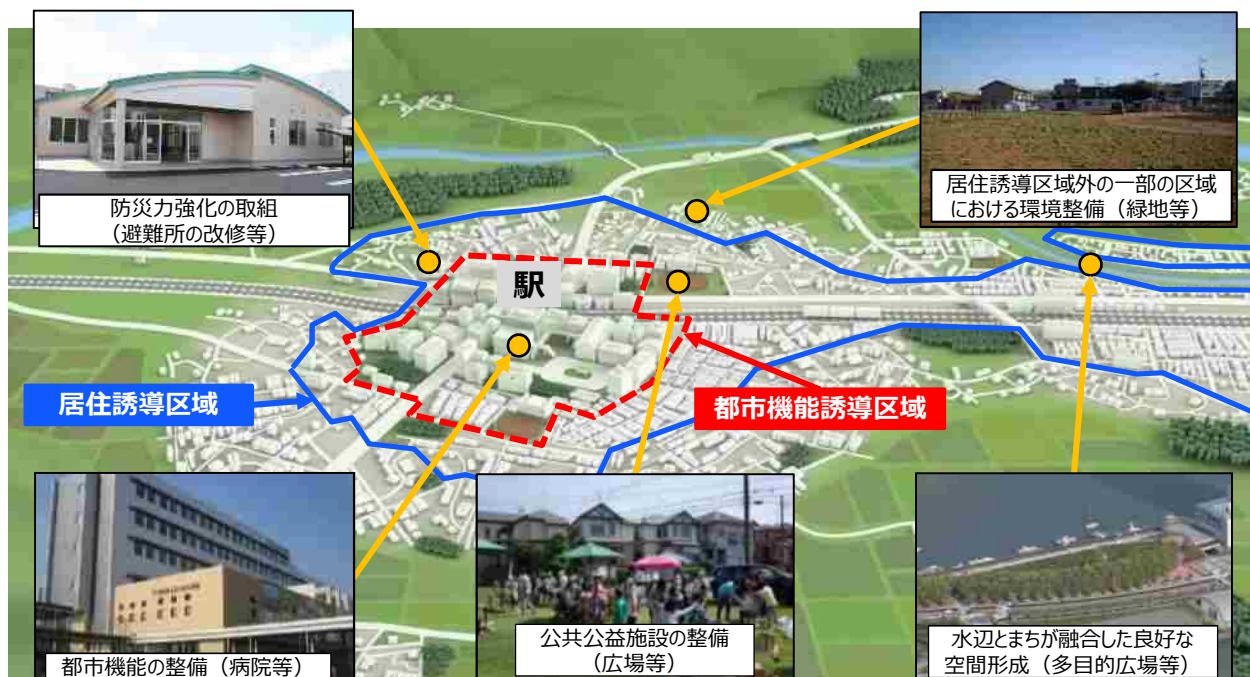 防災力強化の取組
（避難所の改修等）
居住誘導区域外の一部の区域
における環境整備（緑地等）
駅
居住誘導区域
都市機能誘導区域
都市機能の整備（病院等）
公共公益施設の整備
（広場等）
水辺とまちが融合した良好な
空間形成（多目的広場等）